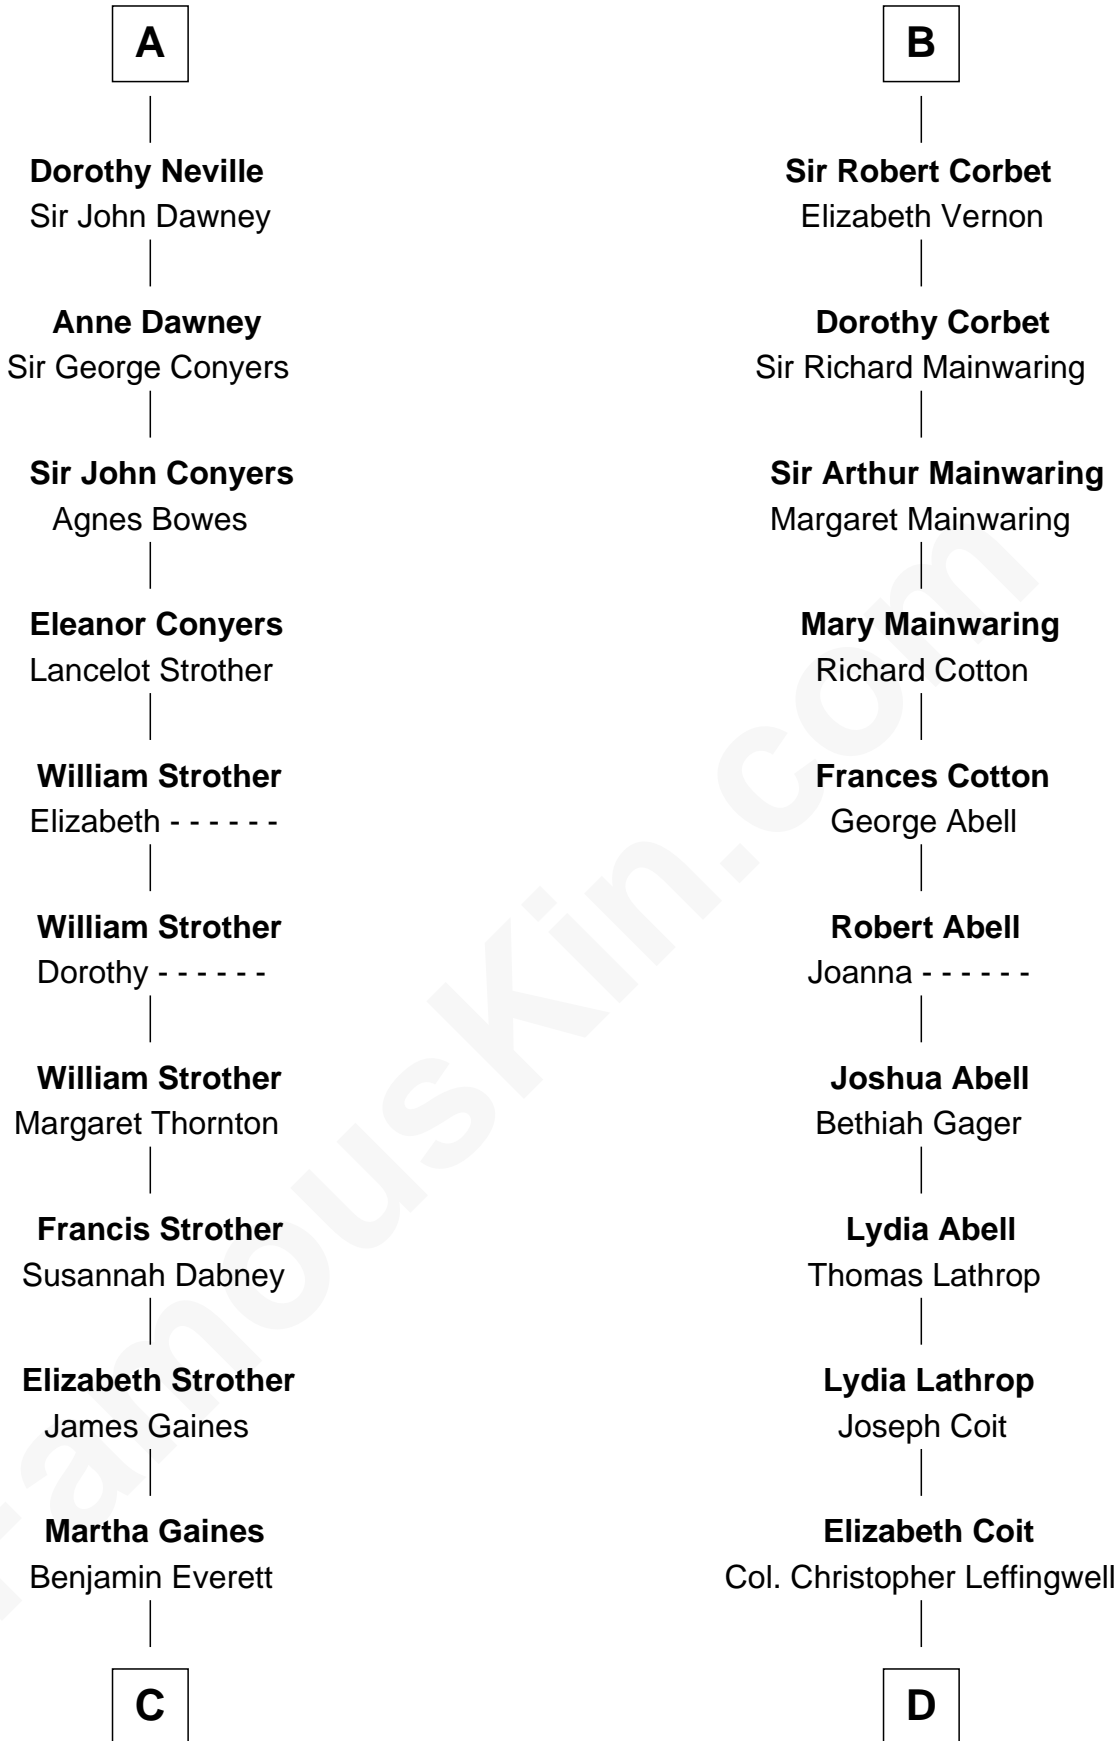 A
Dorothy Neville
Sir John Dawney
Anne Dawney
Sir George Conyers
Sir John Conyers
Agnes Bowes
Eleanor Conyers
Lancelot Strother
William Strother
Elizabeth - - - - - -
William Strother
Dorothy - - - - - -
William Strother
Margaret Thornton
Francis Strother
Susannah Dabney
Elizabeth Strother
James Gaines
Martha Gaines
Benjamin Everett
C
B
Sir Robert Corbet
Elizabeth Vernon
Dorothy Corbet
Sir Richard Mainwaring
Sir Arthur Mainwaring
Margaret Mainwaring
Mary Mainwaring
Richard Cotton
Frances Cotton
George Abell
Robert Abell
Joanna - - - - - -
Joshua Abell
Bethiah Gager
Lydia Abell
Thomas Lathrop
Lydia Lathrop
Joseph Coit
Elizabeth Coit
Col. Christopher Leffingwell
D
FamousKin.com